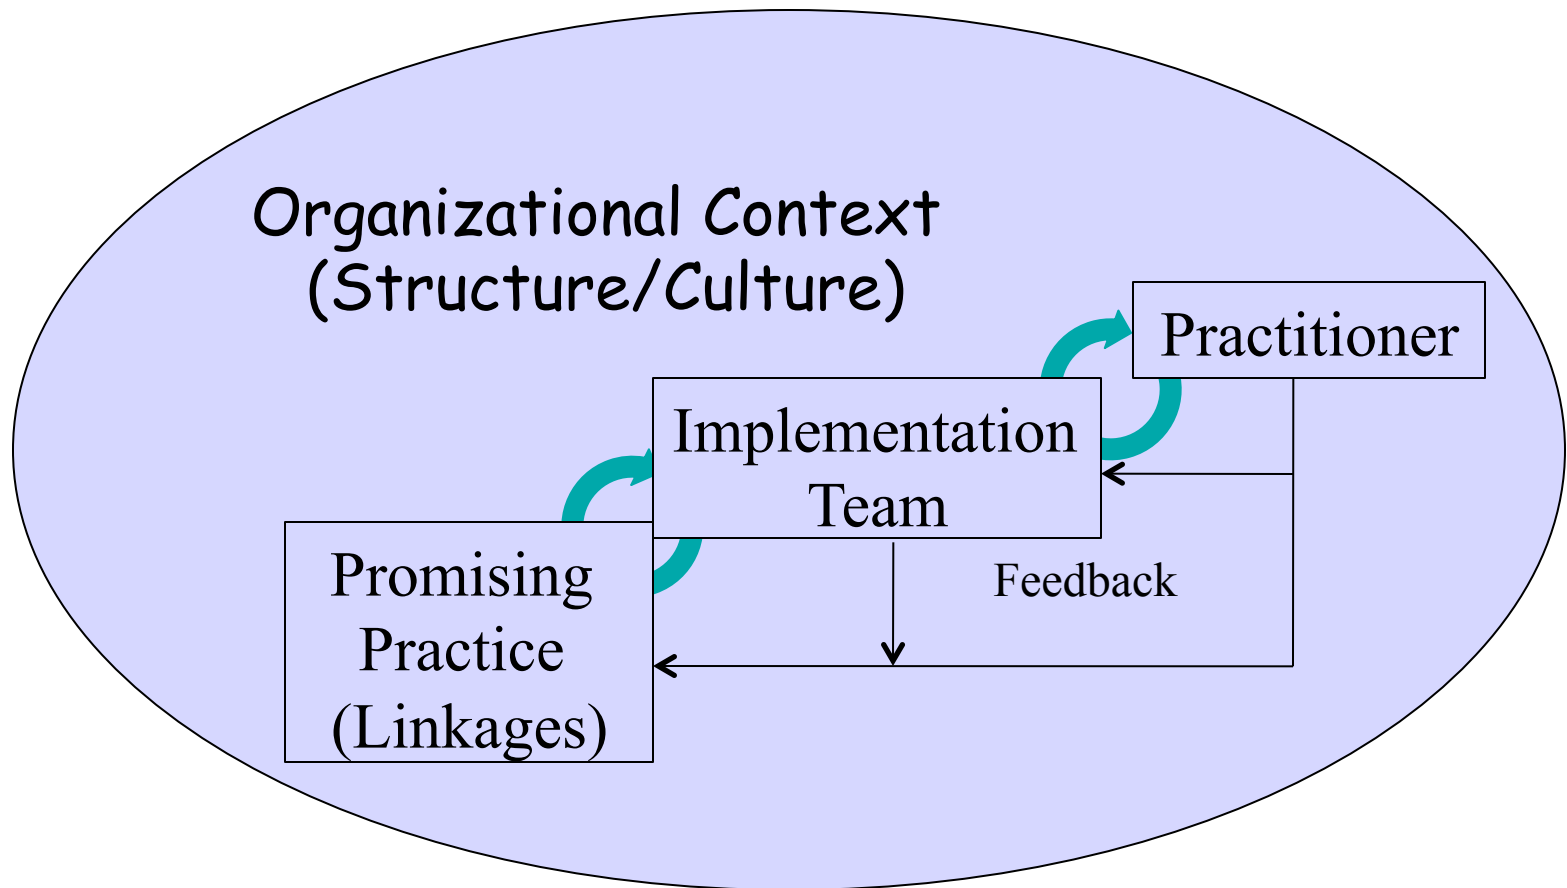 Organizational Context
(Structure/Culture)
Practitioner
Implementation
Team
Promising
Practice
(Linkages)
Feedback